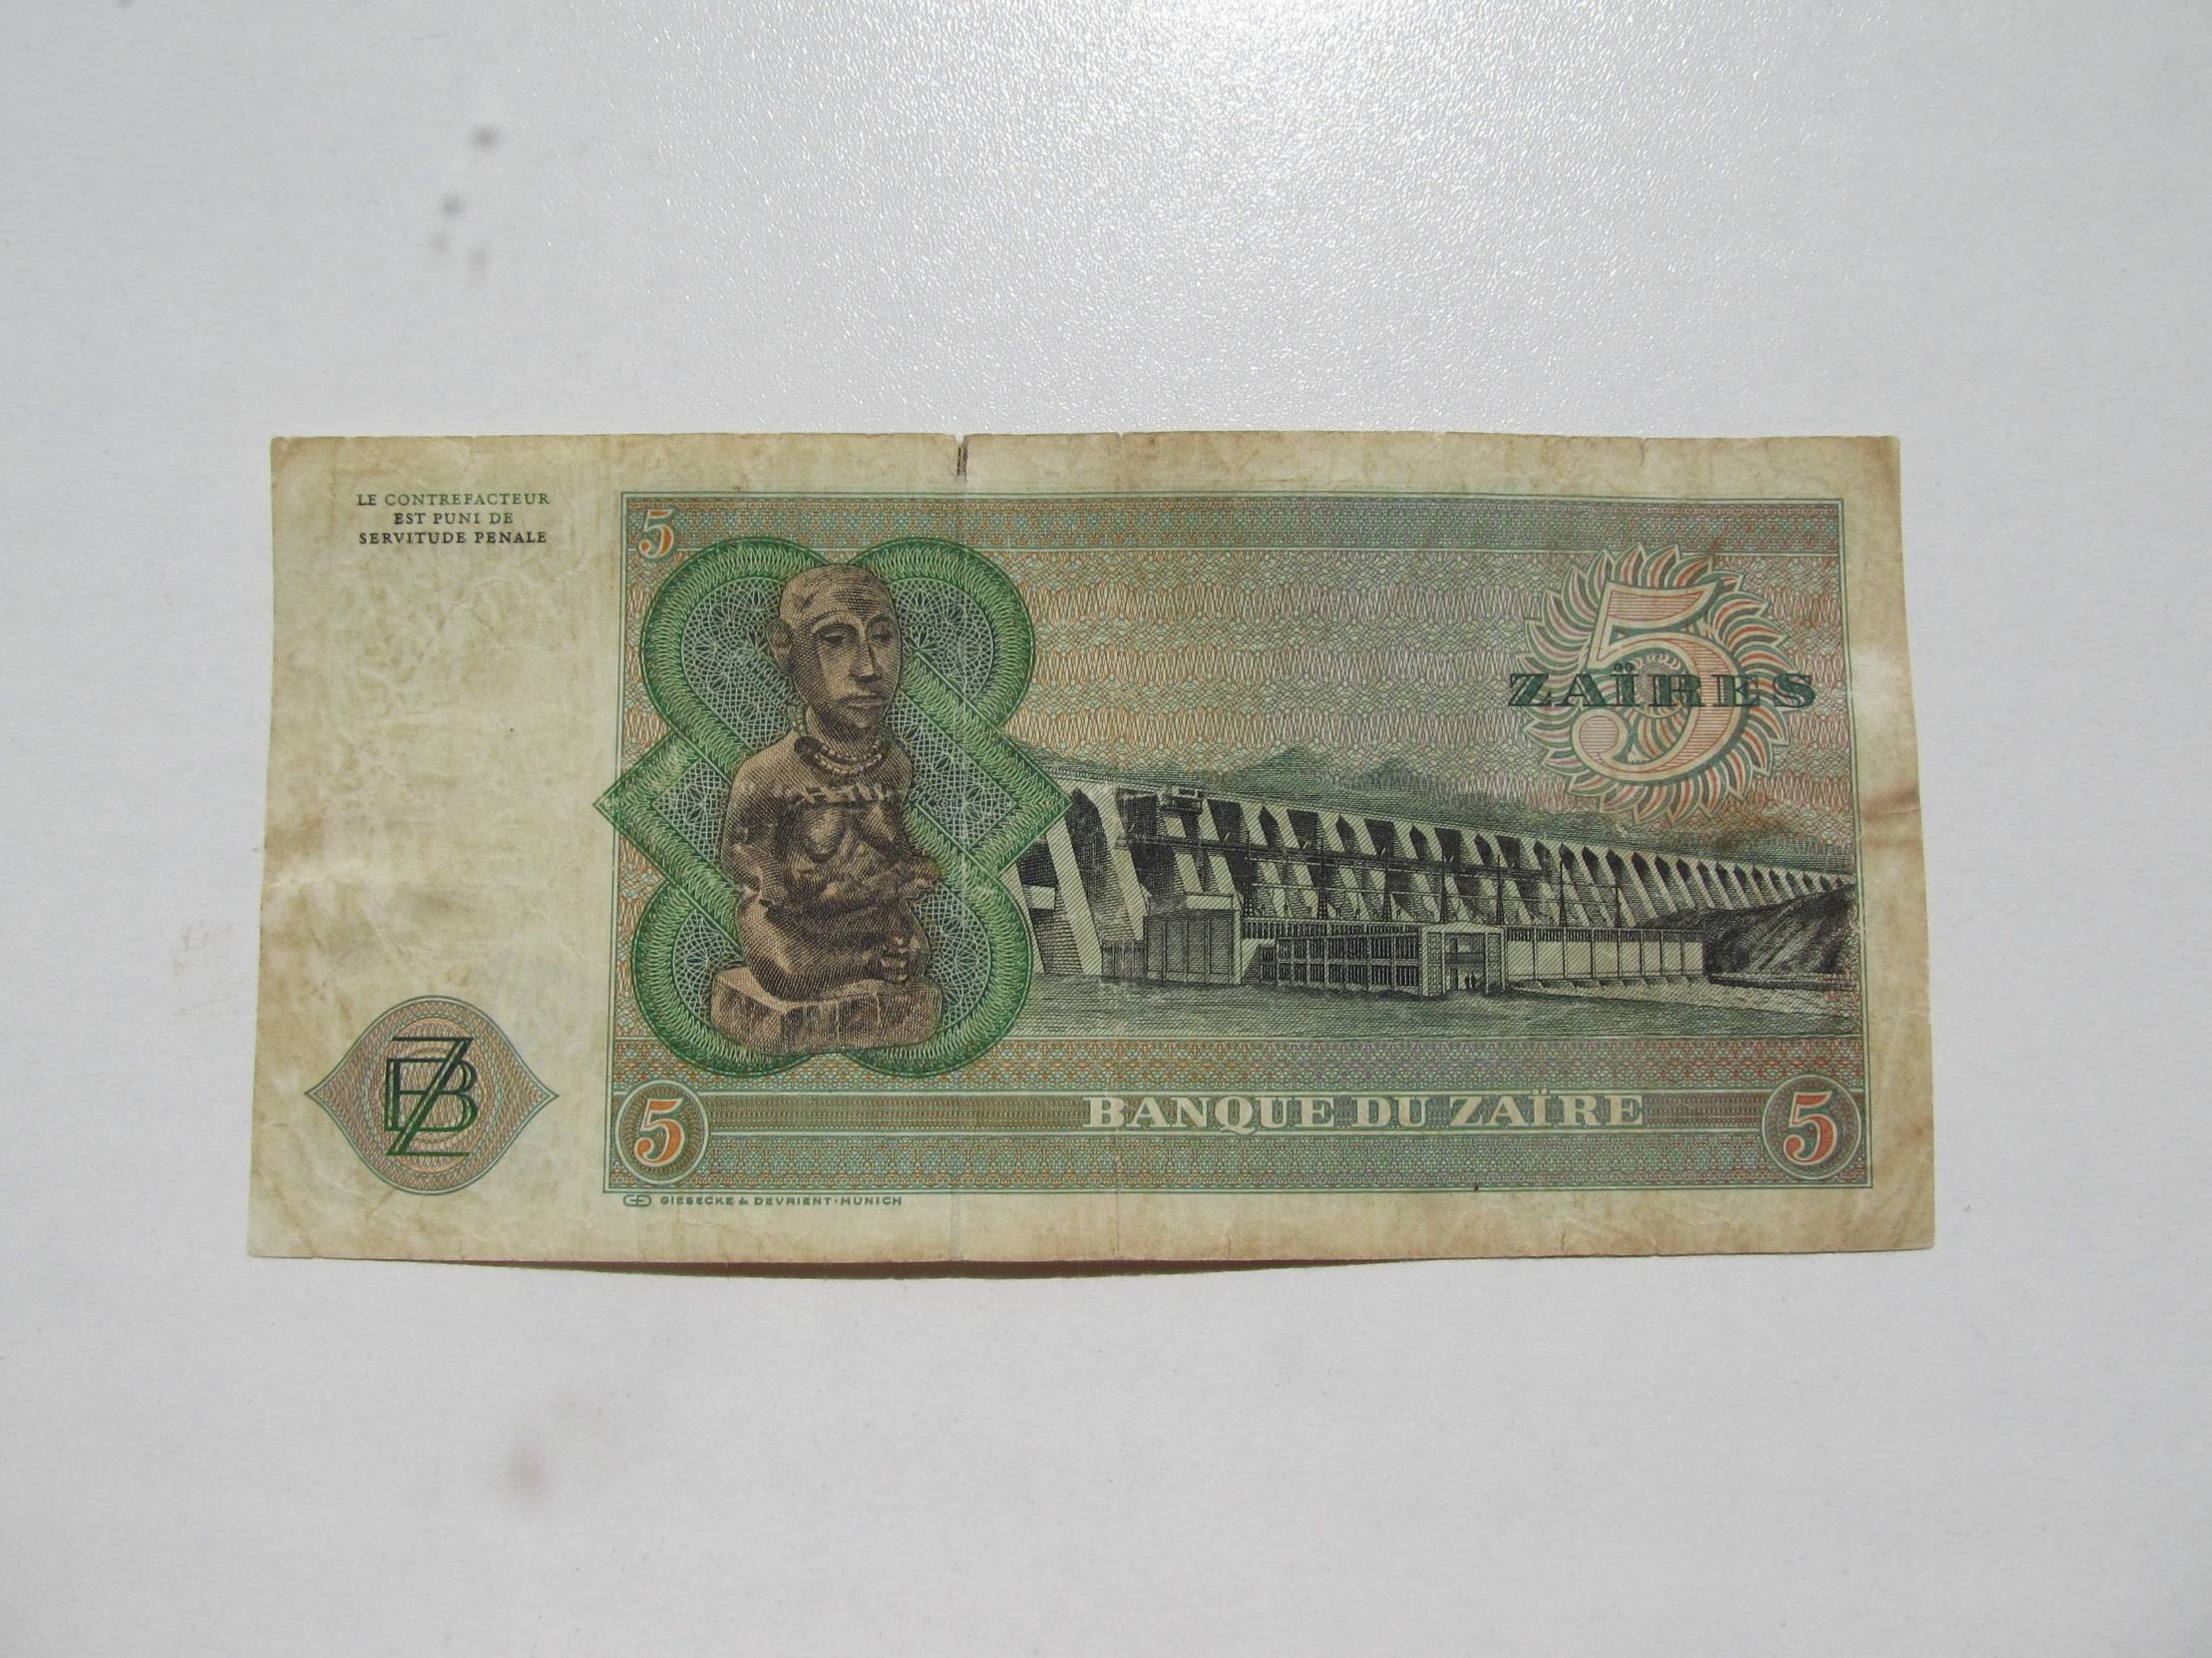 LE CONTREFACTEUR
EST PUNI DE
SERVITUDE PENALE
5
5
ZAÏRES
BZ
5
BANQUE DU ZAÏRE
5
GIESECKE & DEVRIENT·MUNICH